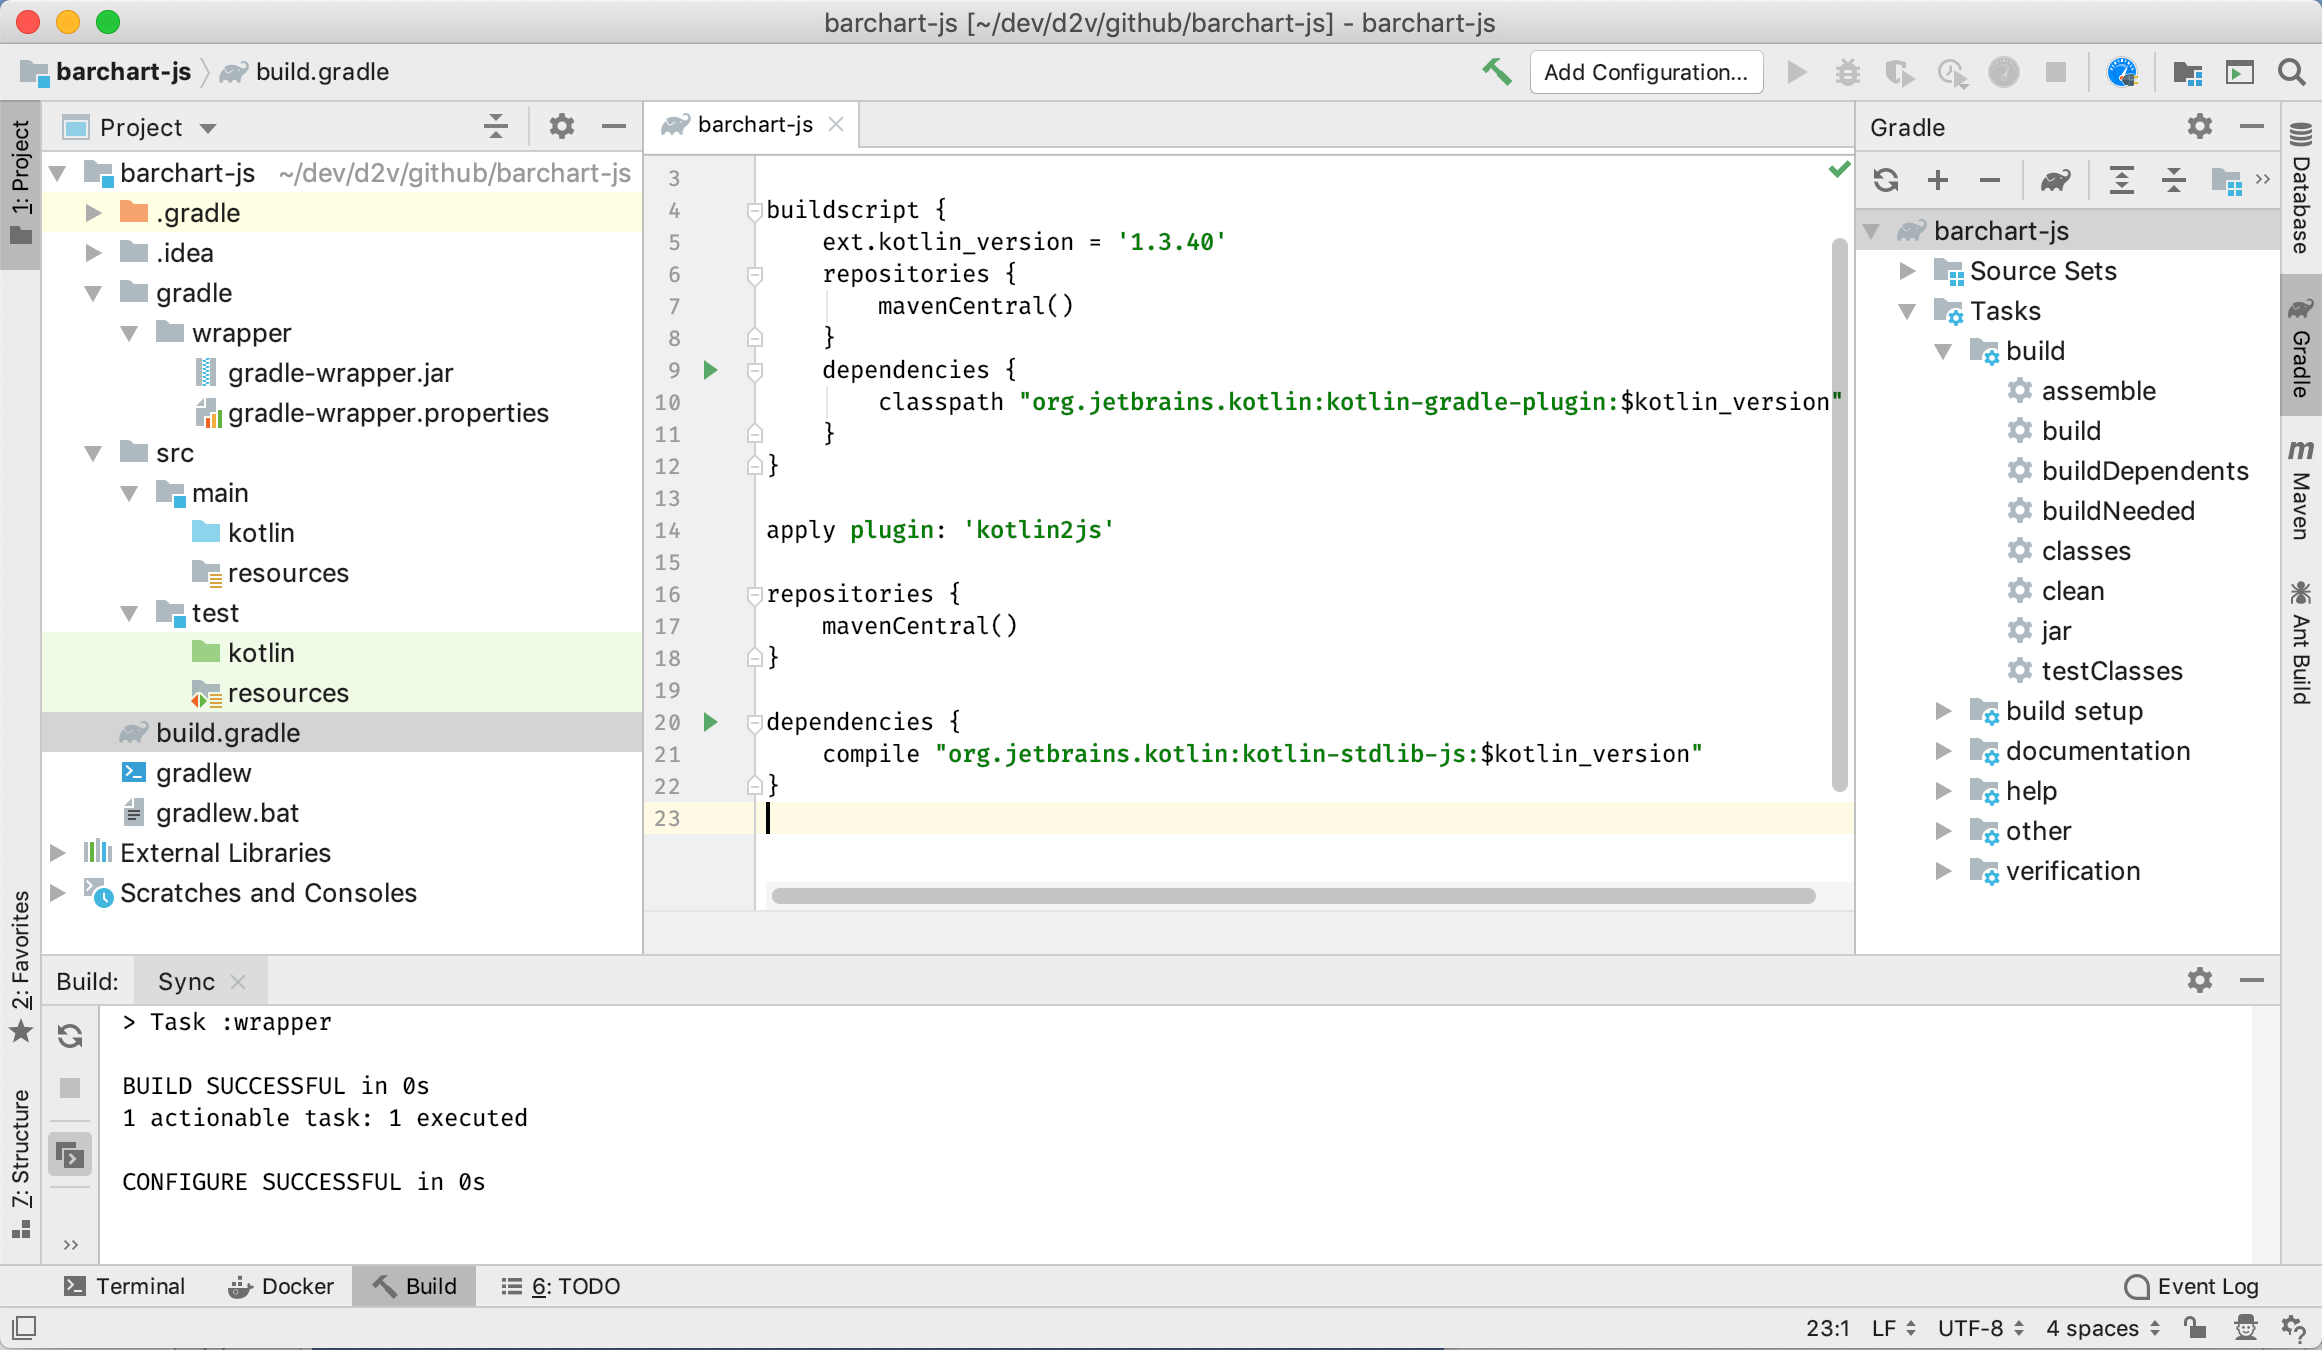 barchart-js [~/dev/d2v/github/barchart-js] - barchart-js
barchart-js build.gradle
Add Configuration...
1: Project
2: Favorites
7: Structure
Project
barchart-js ~/dev/d2v/github/barchart-js
.gradle
.idea
gradle
wrapper
gradle-wrapper.jar
gradle-wrapper.properties
src
main
kotlin
resources
test
kotlin
resources
build.gradle
gradlew
gradlew.bat
External Libraries
Scratches and Consoles
barchart-js
3
4 buildscript {
5 ext.kotlin_version = '1.3.40'
6 repositories {
7 mavenCentral()
8 }
9 dependencies {
10 classpath "org.jetbrains.kotlin:kotlin-gradle-plugin:$kotlin_version"
11 }
12 }
13
14 apply plugin: 'kotlin2js'
15
16 repositories {
17 mavenCentral()
18 }
19
20 dependencies {
21 compile "org.jetbrains.kotlin:kotlin-stdlib-js:$kotlin_version"
22 }
23
Gradle
barchart-js
Source Sets
Tasks
build
assemble
build
buildDependents
buildNeeded
classes
clean
jar
testClasses
build setup
documentation
help
other
verification
Database
Gradle
m Maven
Ant Build
Build: Sync
> Task :wrapper
BUILD SUCCESSFUL in 0s
1 actionable task: 1 executed
CONFIGURE SUCCESSFUL in 0s
Terminal Docker Build 6: TODO Event Log
23:1 LF UTF-8 4 spaces